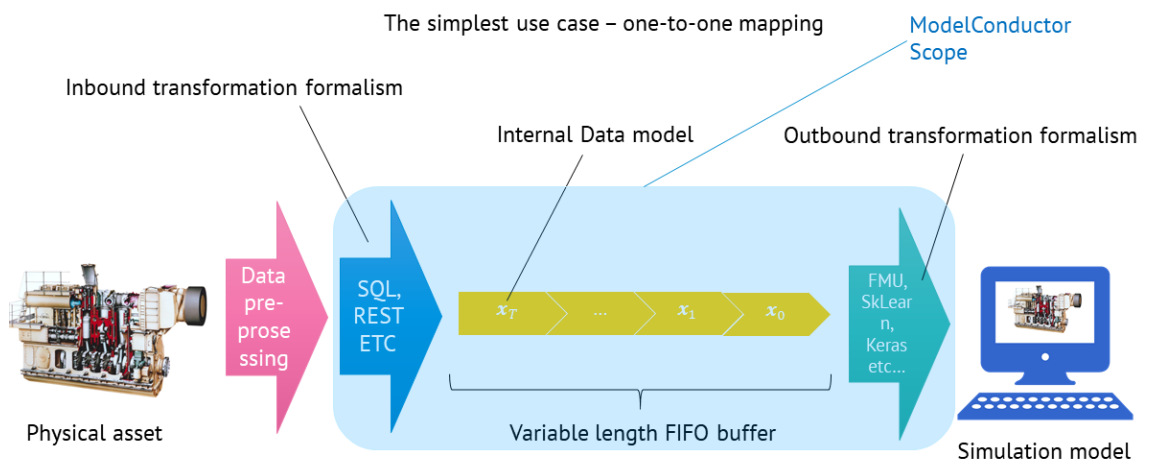 The simplest use case – one-to-one mapping
ModelConductor
Scope
Inbound transformation formalism
Internal Data model
Outbound transformation formalism
Data
pre-
prose
ssing
SQL,
REST
ETC
x_T
...
x_1
x_0
FMU,
SkLear
n,
Keras
etc...
Physical asset
Variable length FIFO buffer
Simulation model